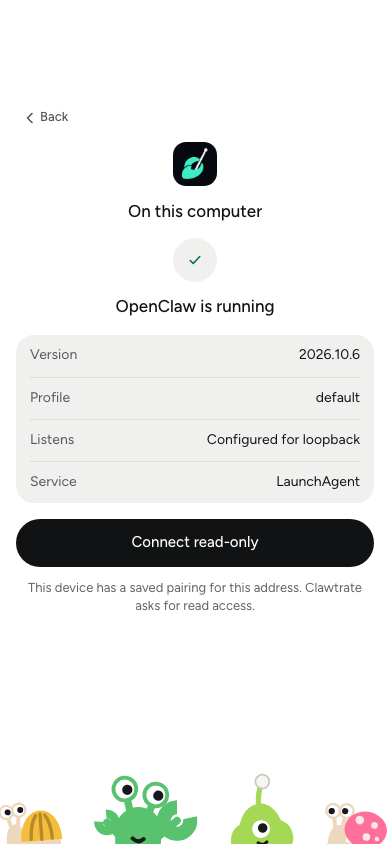 Back
On this computer
OpenClaw is running
Version 2026.10.6
Profile default
Listens Configured for loopback
Service LaunchAgent
Connect read-only
This device has a saved pairing for this address. Clawtrate
asks for read access.